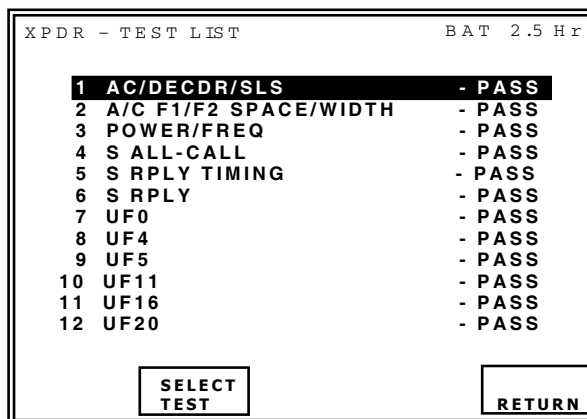 XPDR – TEST LIST BAT 2.5 Hr
1 AC/DECDR/SLS - PASS
2 A/C F1/F2 SPACE/WIDTH - PASS
3 POWER/FREQ - PASS
4 S ALL-CALL - PASS
5 S RPLY TIMING - PASS
6 S RPLY - PASS
7 UF0 - PASS
8 UF4 - PASS
9 UF5 - PASS
10 UF11 - PASS
11 UF16 - PASS
12 UF20 - PASS
SELECT
TEST RETURN